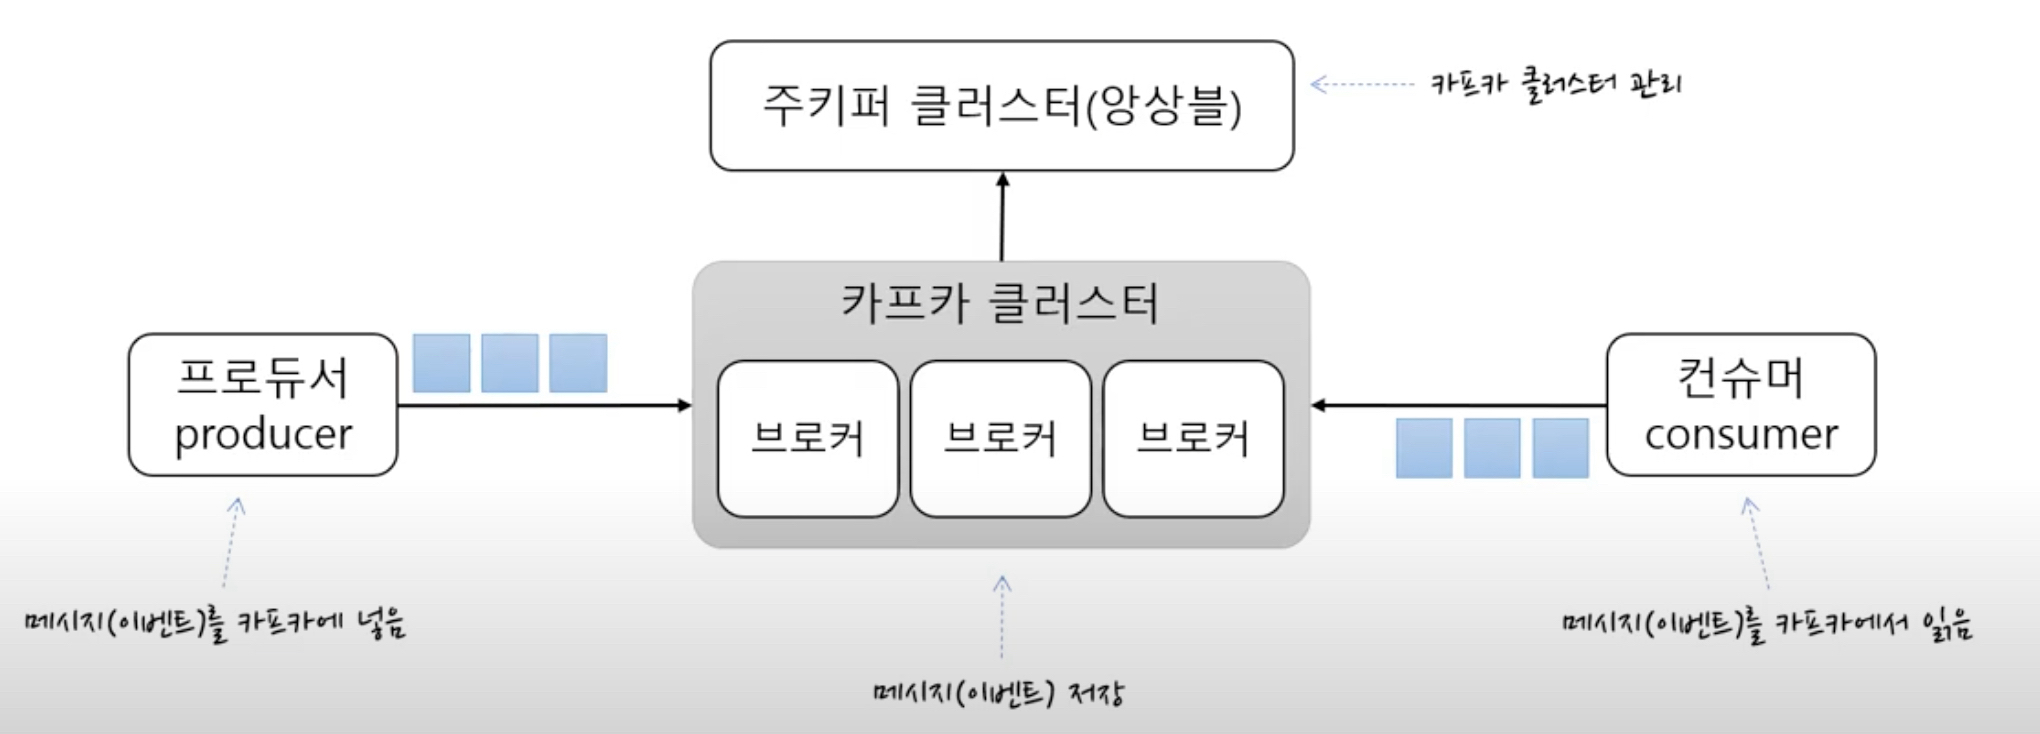 주키퍼 클러스터(앙상블)
카프카 클러스터 관리
카프카 클러스터
프로듀서
producer
브로커
브로커
브로커
컨슈머
consumer
메시지(이벤트)를 카프카에 넣음
메시지(이벤트) 저장
메시지(이벤트)를 카프카에서 읽음